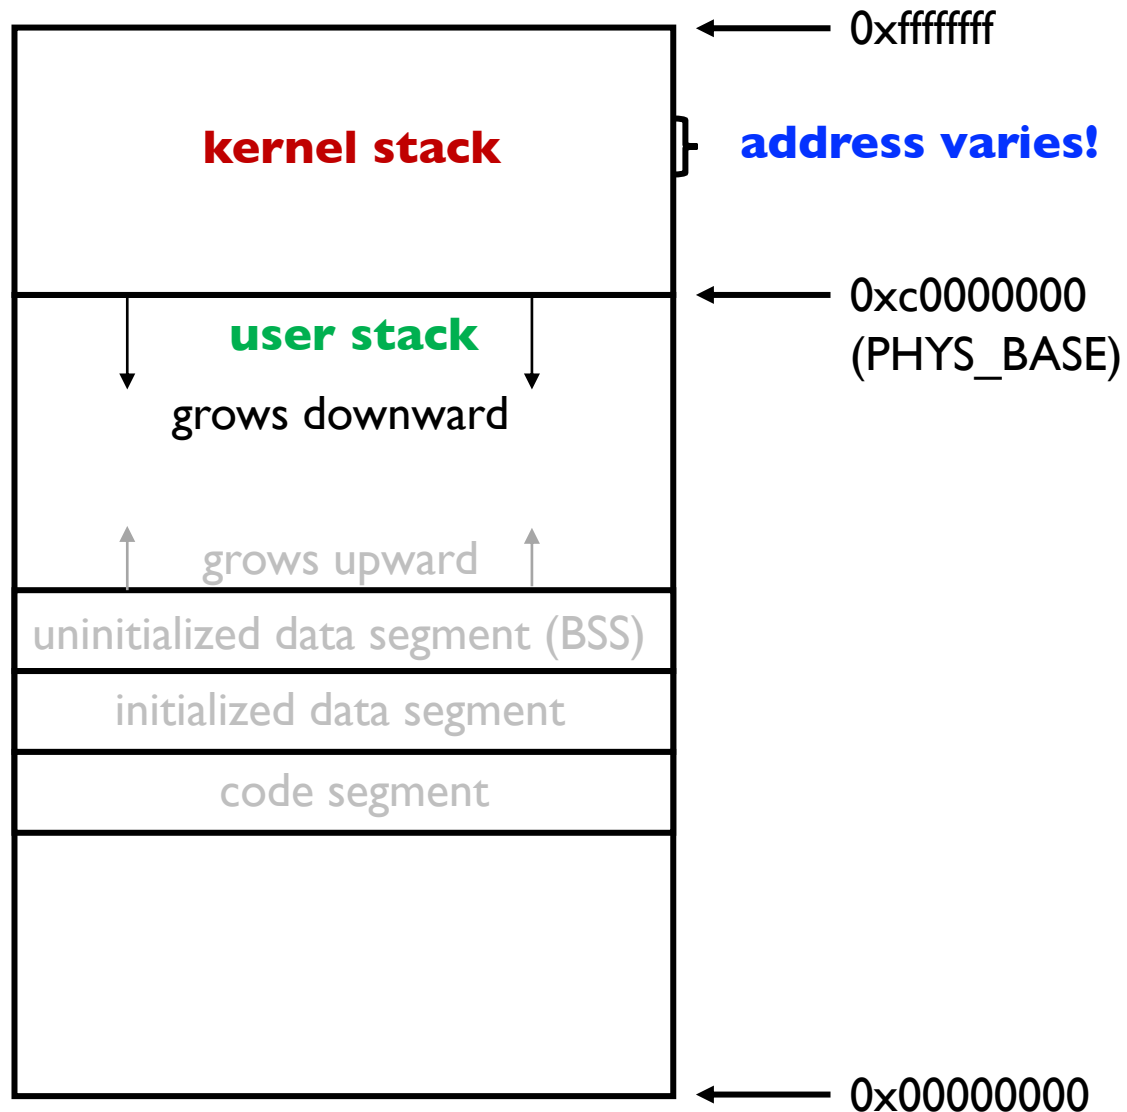 0xffffffff
kernel stack
address varies!
0xc0000000
(PHYS_BASE)
user stack
grows downward
grows upward
uninitialized data segment (BSS)
initialized data segment
code segment
0x00000000